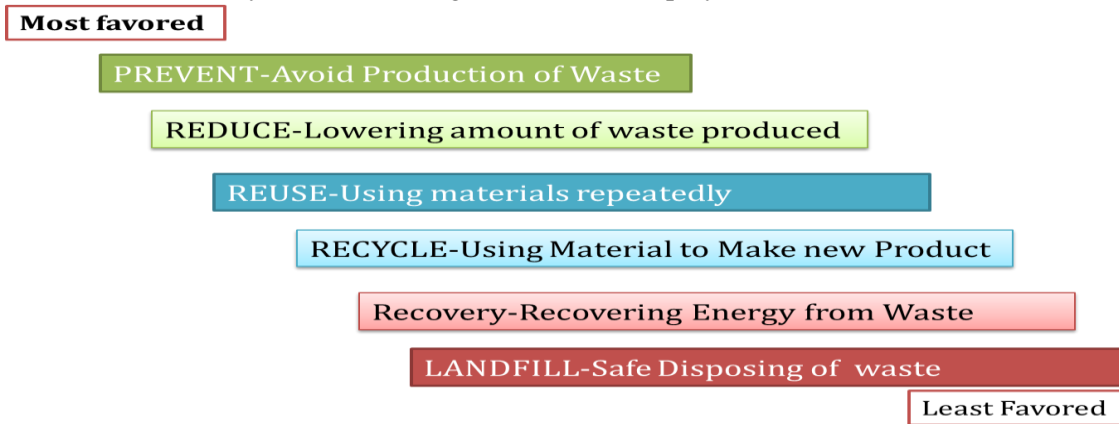 Most favored
PREVENT-Avoid Production of Waste
REDUCE-Lowering amount of waste produced
REUSE-Using materials repeatedly
RECYCLE-Using Material to Make new Product
Recovery-Recovering Energy from Waste
LANDFILL-Safe Disposing of waste
Least Favored